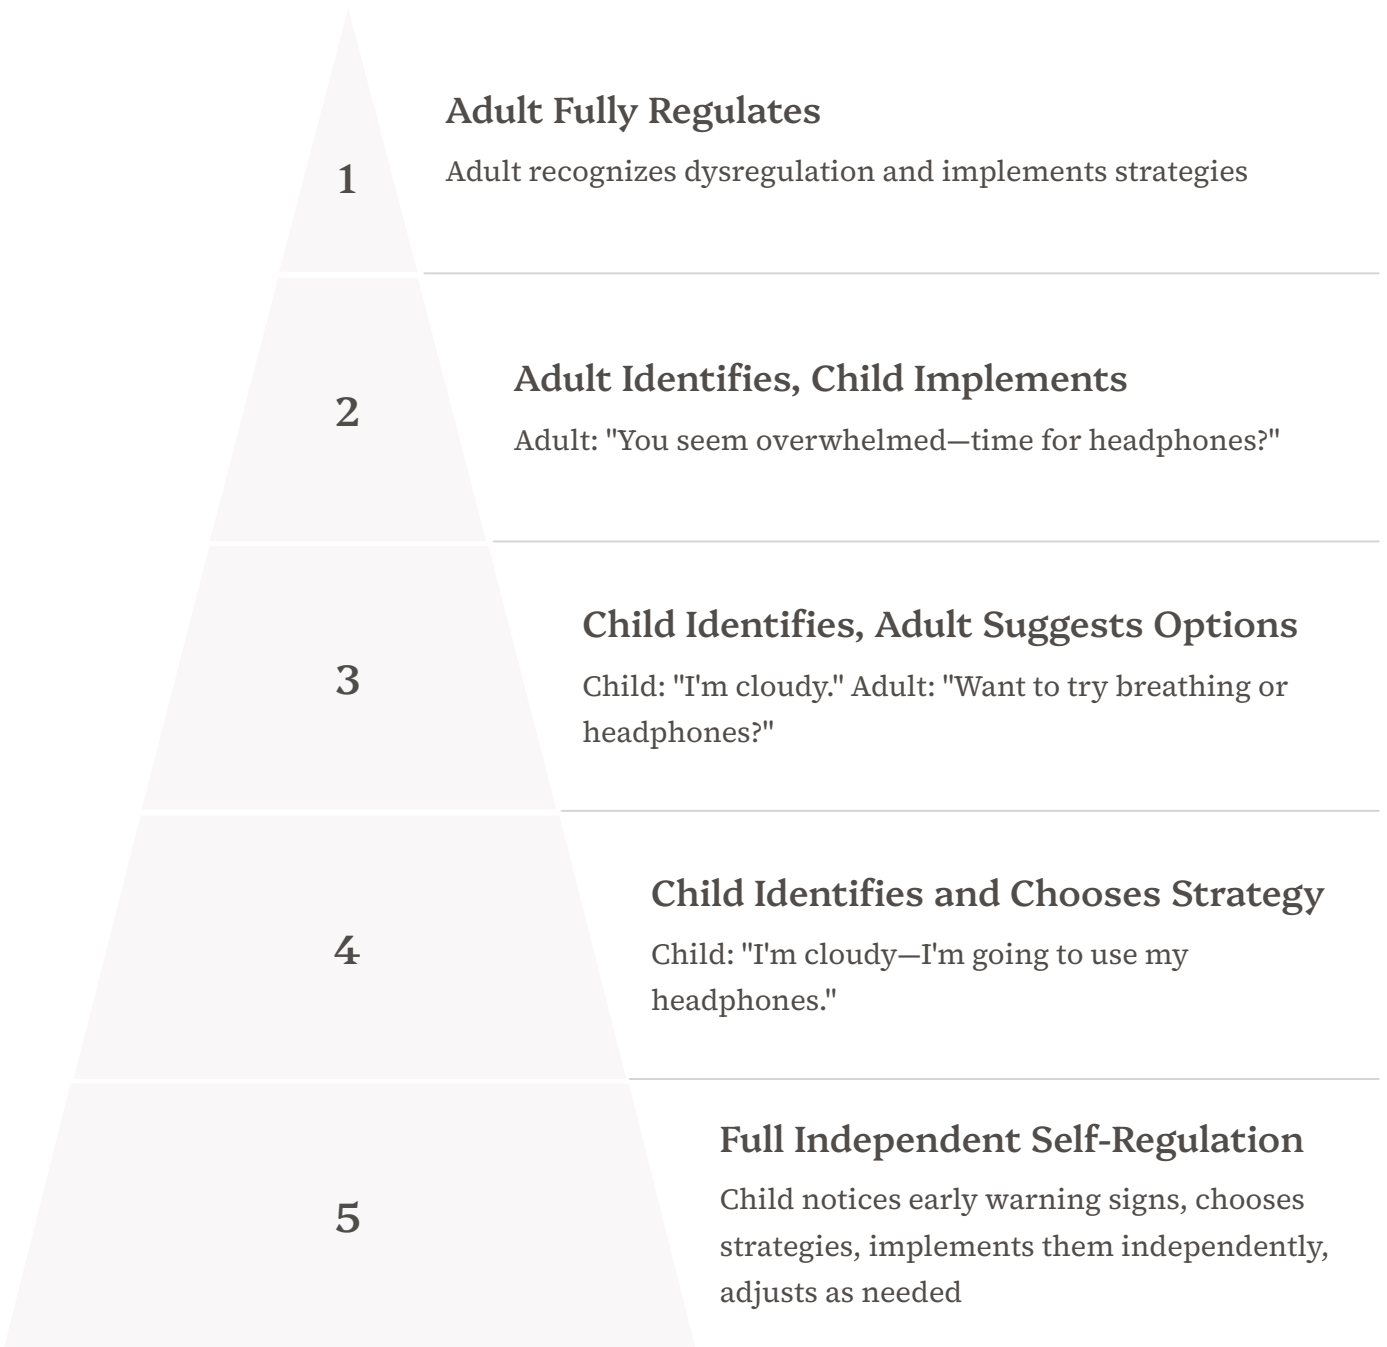 1
Adult Fully Regulates
Adult recognizes dysregulation and implements strategies
2
Adult Identifies, Child Implements
Adult: "You seem overwhelmed—time for headphones?"
3
Child Identifies, Adult Suggests Options
Child: "I'm cloudy." Adult: "Want to try breathing or
headphones?"
4
Child Identifies and Chooses Strategy
Child: "I'm cloudy—I'm going to use my
headphones."
5
Full Independent Self-Regulation
Child notices early warning signs, chooses
strategies, implements them independently,
adjusts as needed